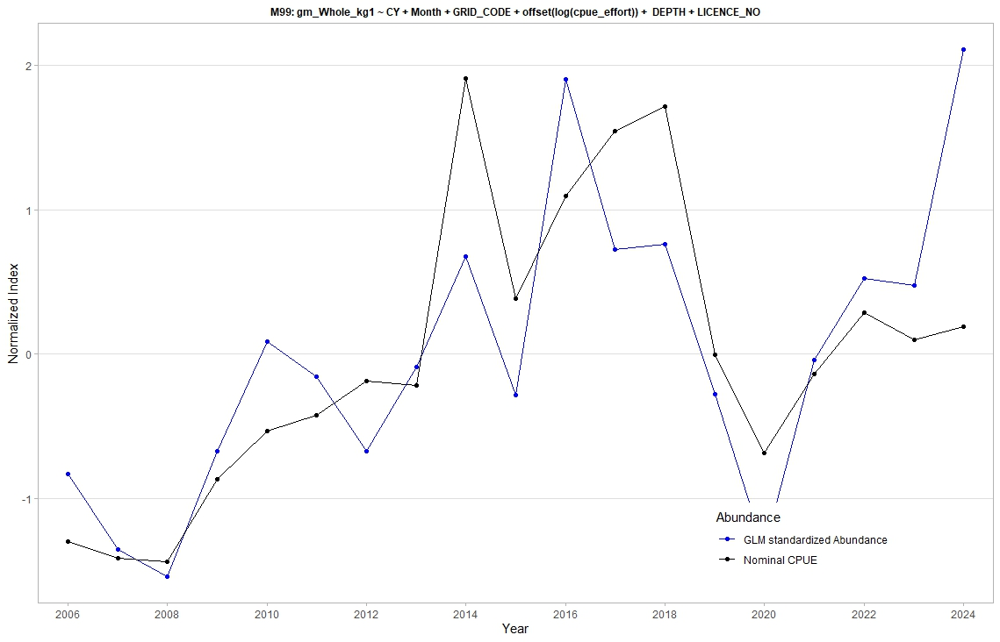 M99: gm_Whole_kg1 ~ CY + Month + GRID_CODE + offset(log(cpue_effort)) +  DEPTH + LICENCE_NO
2
1
0
-1
Normalized Index
Abundance
GLM standardized Abundance
Nominal CPUE
2006 2008 2010 2012 2014 2016 2018 2020 2022 2024
Year